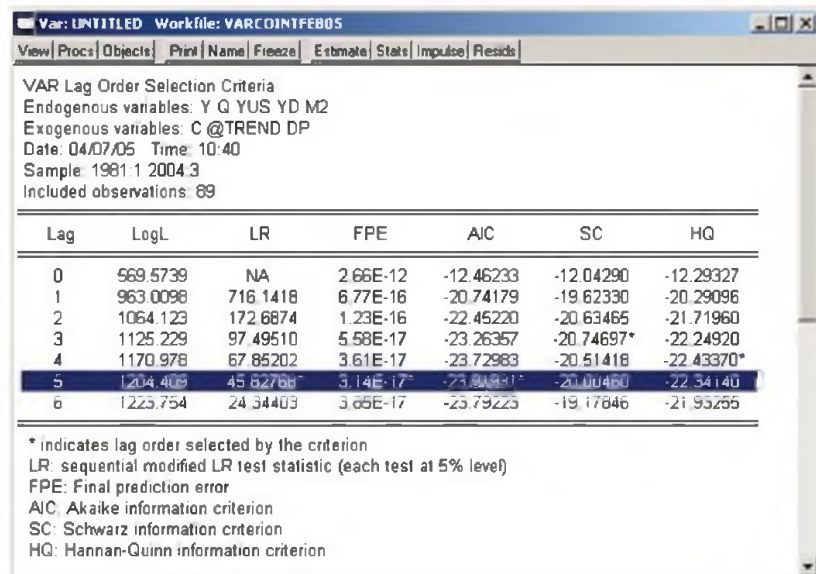 Var: UNTITLED Workfile: VARCOINTFEB05
View Procs Objects Print Name Freeze Estimate Stats Impulse Resids
VAR Lag Order Selection Criteria
Endogenous variables: Y Q YUS YD M2
Exogenous variables: C @TREND DP
Date: 04/07/05 Time: 10:40
Sample: 1981:1 2004:3
Included observations: 89
Lag LogL LR FPE AIC SC HQ
0 569.5739 NA 2.66E-12 -12.46233 -12.04290 -12.29327
1 963.0098 716.1418 6.77E-16 -20.74179 -19.62330 -20.29096
2 1064.123 172.6874 1.23E-16 -22.45220 -20.63465 -21.71960
3 1125.229 97.49510 5.58E-17 -23.26357 -20.74697* -22.24920
4 1170.978 67.85202 3.61E-17 -23.72983 -20.51418 -22.43370*
5 1204.409 45.82768* 3.14E-17* -20.00460 -22.34140
6 1223.754 24.34403 3.65E-17 -23.79223 -19.17846 -21.93255
* indicates lag order selected by the criterion
LR: sequential modified LR test statistic (each test at 5% level)
FPE: Final prediction error
AIC: Akaike information criterion
SC: Schwarz information criterion
HQ: Hannan-Quinn information criterion